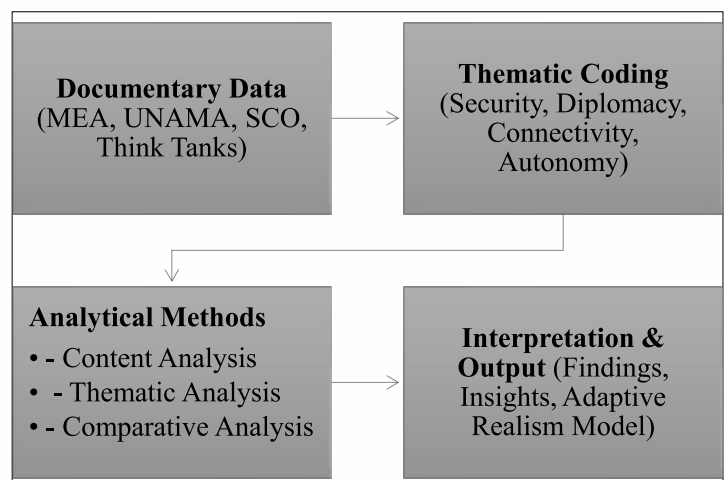 Documentary Data
(MEA, UNAMA, SCO,
Think Tanks)
Thematic Coding
(Security, Diplomacy,
Connectivity,
Autonomy)
Analytical Methods
• - Content Analysis
• - Thematic Analysis
• - Comparative Analysis
Interpretation &
Output (Findings,
Insights, Adaptive
Realism Model)